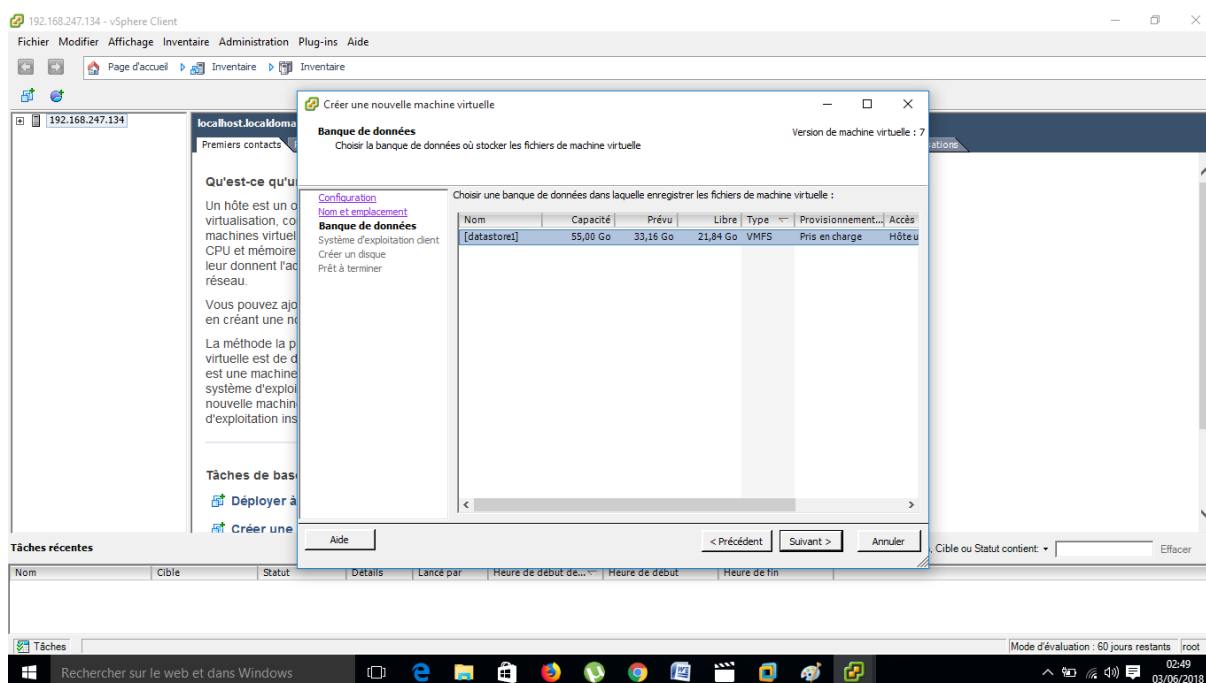 192.168.247.134 - vSphere Client
Fichier Modifier Affichage Inventaire Administration Plug-ins Aide
Page d'accueil Inventaire Inventaire
192.168.247.134
localhost.localdoma
Premiers contacts
ations
Qu'est-ce qu'u
Un hôte est un o
virtualisation, co
machines virtuel
CPU et mémoire
leur donnent l'ac
réseau.
Vous pouvez ajo
en créant une no
La méthode la p
virtuelle est de d
est une machine
système d'exploi
nouvelle machin
d'exploitation ins
Tâches de base
Déployer à
Créer une
Créer une nouvelle machine virtuelle
Banque de données
Choisir la banque de données où stocker les fichiers de machine virtuelle
Version de machine virtuelle : 7
Configuration
Nom et emplacement
Banque de données
Système d'exploitation client
Créer un disque
Prêt à terminer
Choisir une banque de données dans laquelle enregistrer les fichiers de machine virtuelle :
Nom Capacité Prévu Libre Type Provisionnement... Accès
[datastore1] 55,00 Go 33,16 Go 21,84 Go VMFS Pris en charge Hôte u
Aide < Précédent Suivant > Annuler
Tâches récentes
, Cible ou Statut contient: Effacer
Nom Cible Statut Détails Lancé par Heure de début de... Heure de début Heure de fin
Tâches
Mode d'évaluation : 60 jours restants root
Rechercher sur le web et dans Windows
02:49
03/06/2018